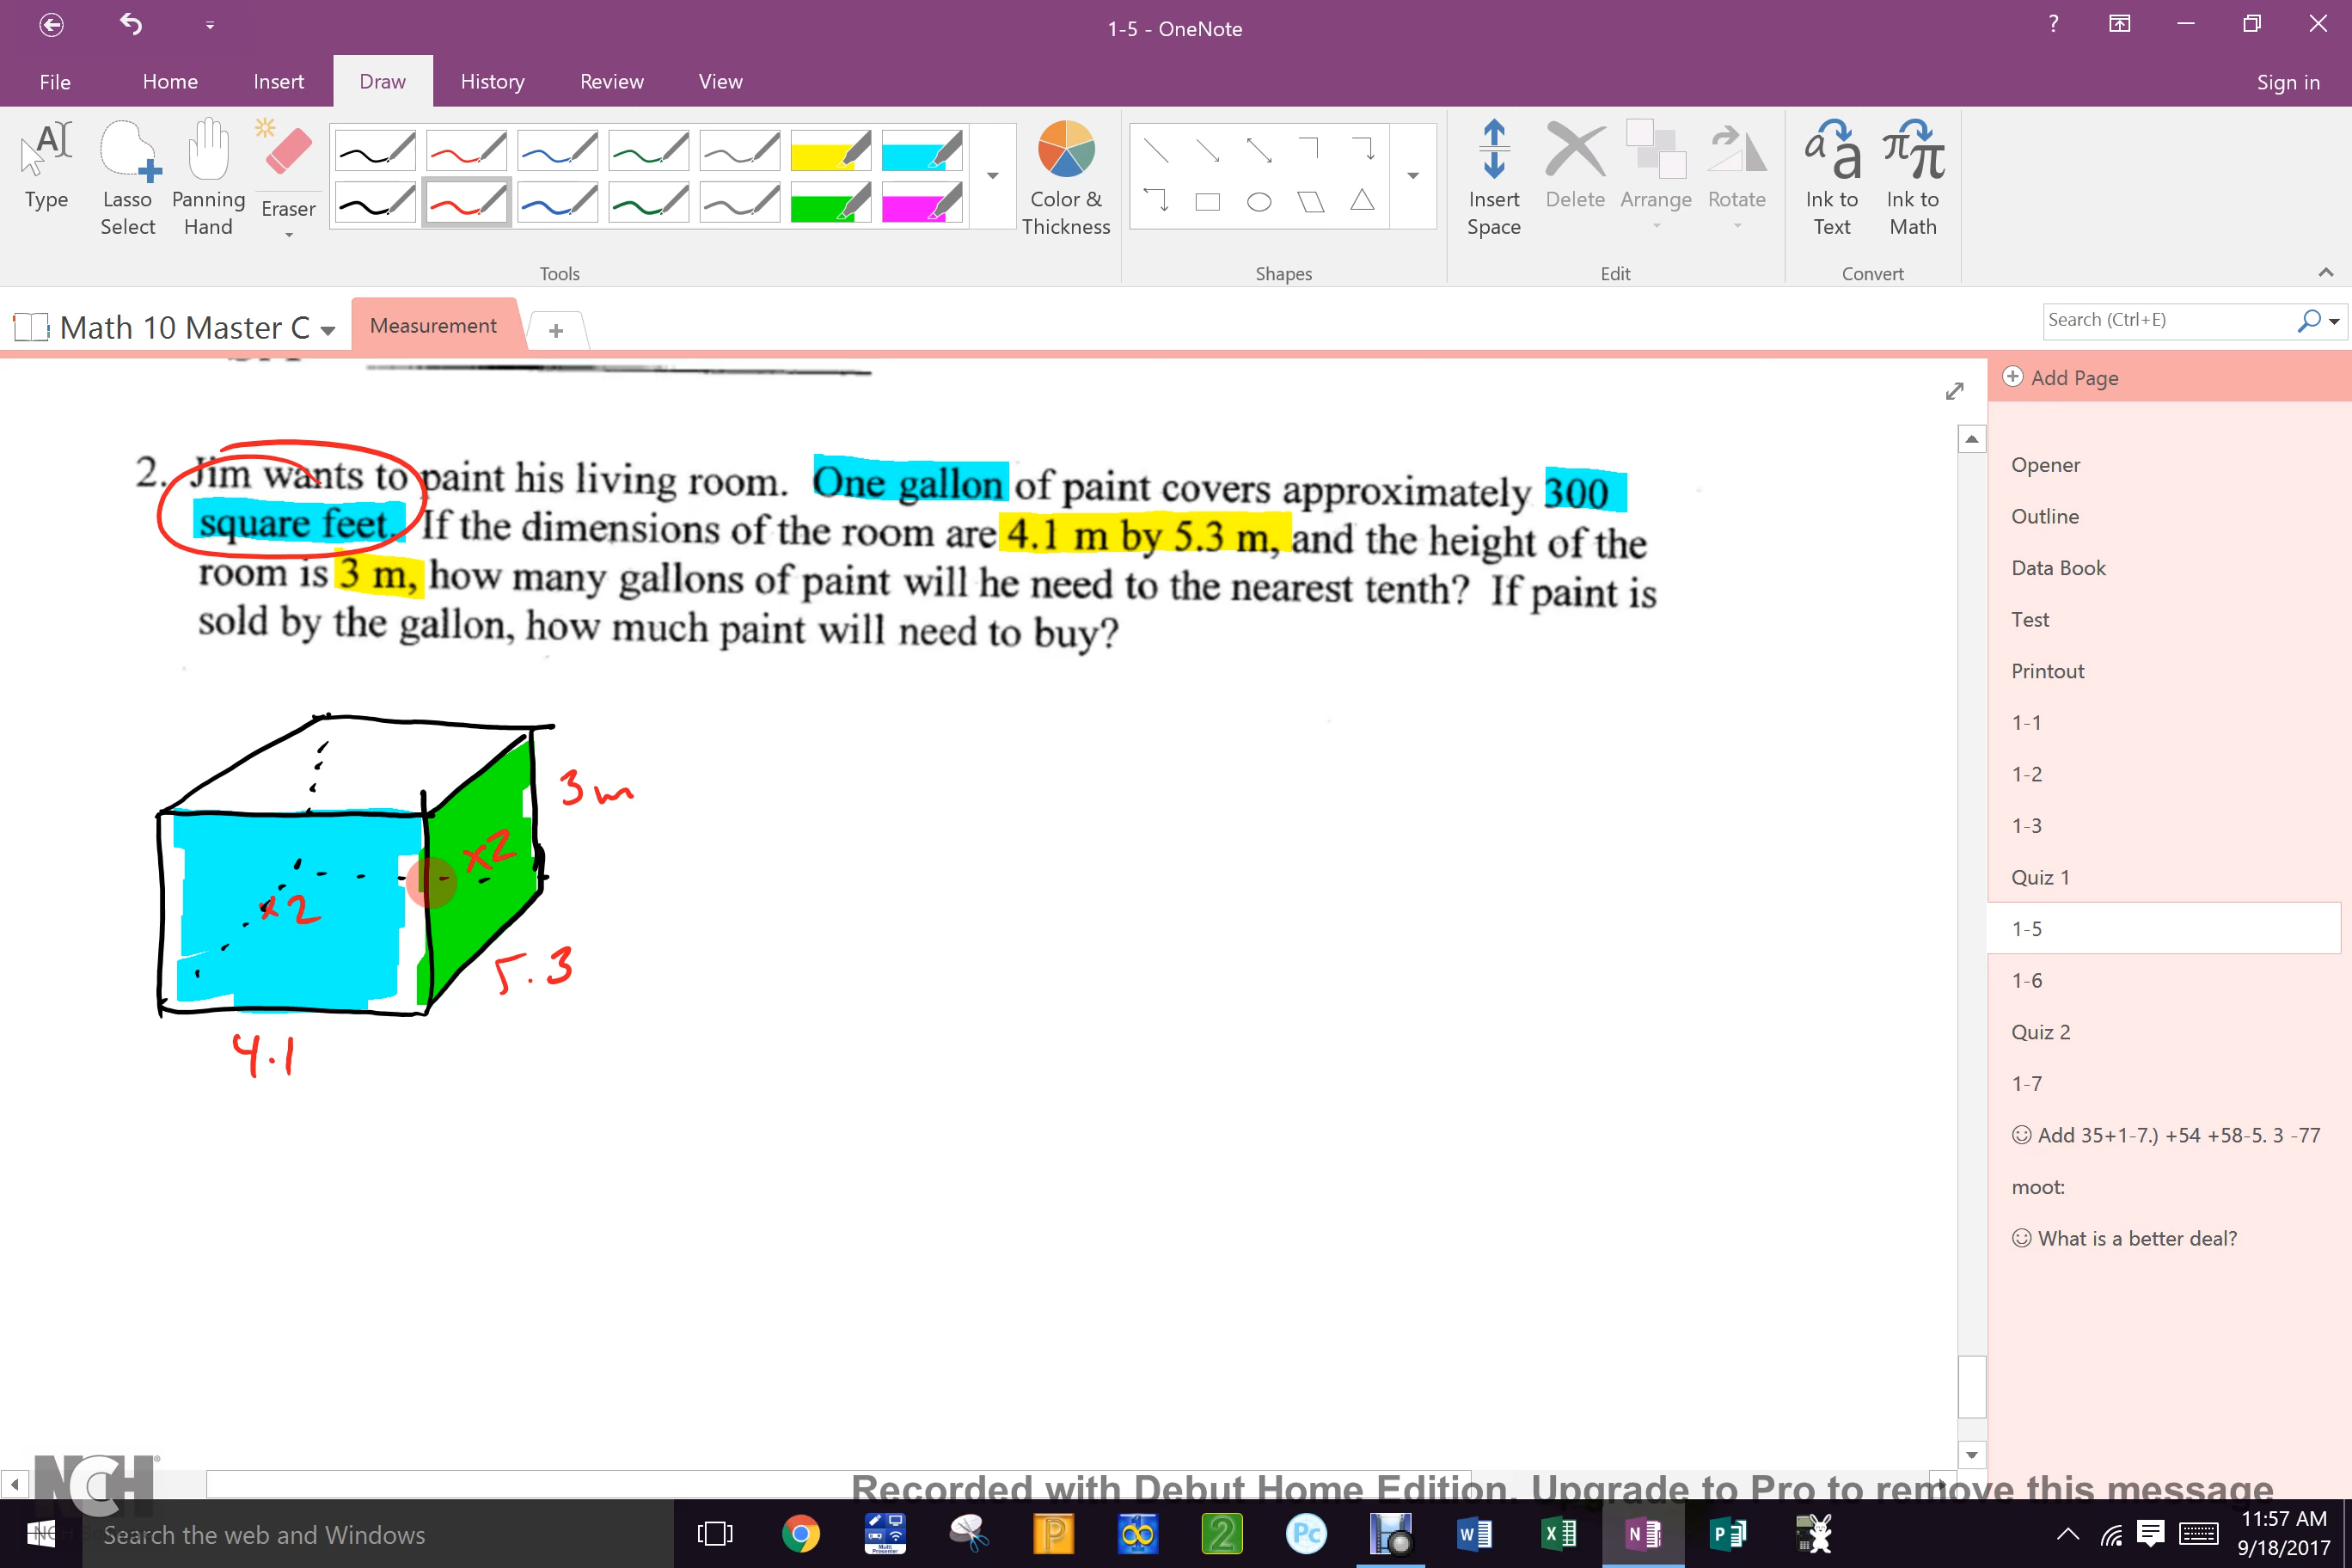 1-5 - OneNote
?
File Home Insert Draw History Review View Sign in
Type
Lasso Select
Panning Hand
Eraser
Color & Thickness
Insert Space
Delete
Arrange
Rotate
Ink to Text
Ink to Math
Tools Shapes Edit Convert
Math 10 Master C
Measurement
Search (Ctrl+E)
Add Page
2. Jim wants to paint his living room. One gallon of paint covers approximately 300
square feet. If the dimensions of the room are 4.1 m by 5.3 m, and the height of the
room is 3 m, how many gallons of paint will he need to the nearest tenth? If paint is
sold by the gallon, how much paint will need to buy?
3 m
x2
x2
5.3
4.1
Opener
Outline
Data Book
Test
Printout
1-1
1-2
1-3
Quiz 1
1-5
1-6
Quiz 2
1-7
Add 35+1-7.) +54 +58-5. 3 -77
moot:
What is a better deal?
NCH
Recorded with Debut Home Edition. Upgrade to Pro to remove this message
Search the web and Windows
11:57 AM
9/18/2017